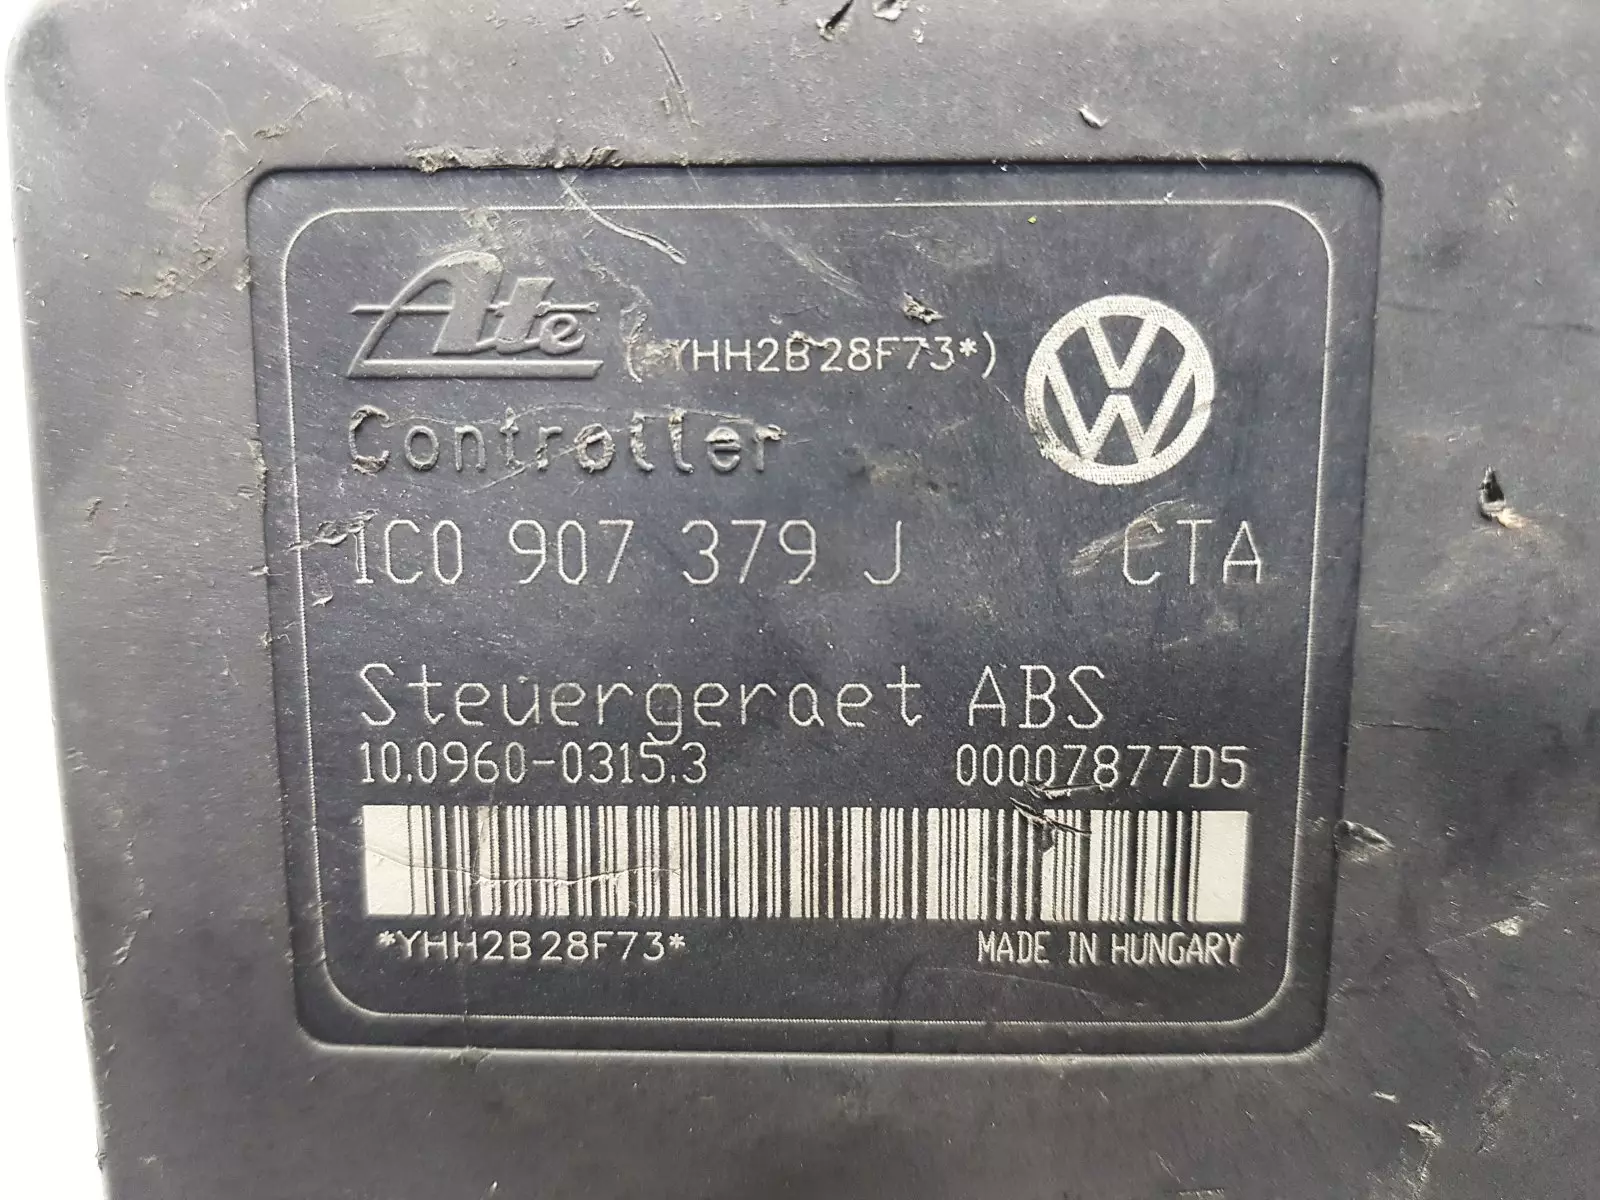 Ate (*YHH2B28F73*)
Controller
1C0 907 379 J CTA
Steuergeraet ABS
10.0960-0315.3 00007877D5
*YHH2B28F73* MADE IN HUNGARY